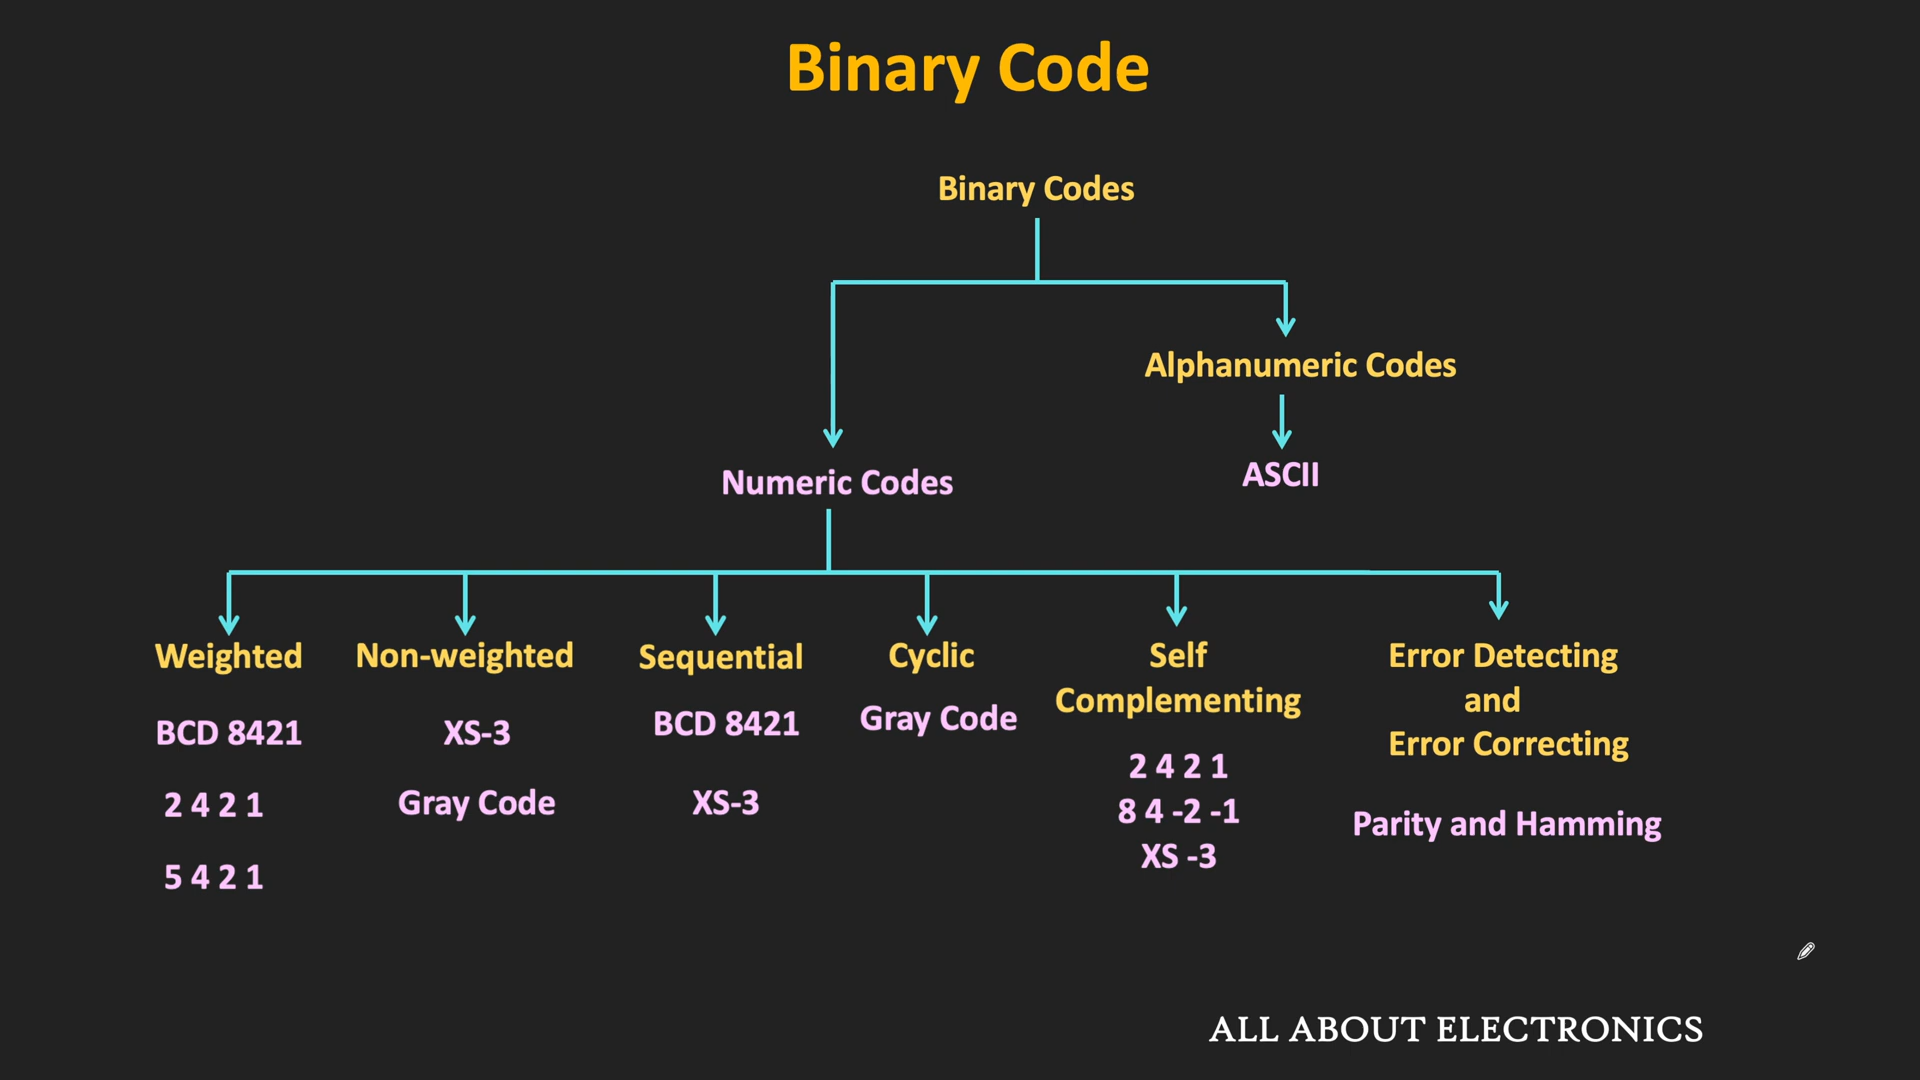 Binary Code
Binary Codes
Alphanumeric Codes
ASCII
Numeric Codes
Weighted
BCD 8421
2 4 2 1
5 4 2 1
Non-weighted
XS-3
Gray Code
Sequential
BCD 8421
XS-3
Cyclic
Gray Code
Self
Complementing
2 4 2 1
8 4 -2 -1
XS -3
Error Detecting
and
Error Correcting
Parity and Hamming
ALL ABOUT ELECTRONICS